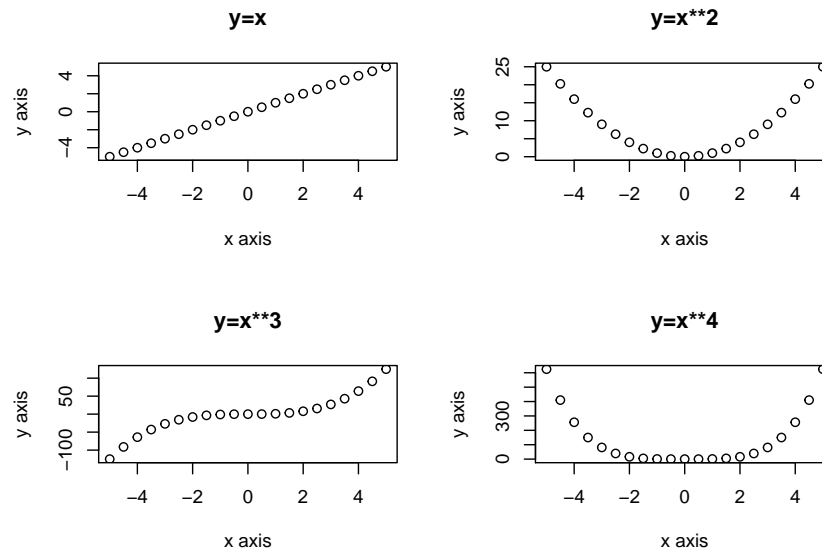 y=x
y axis
4
0
−4
−4 −2 0 2 4
x axis
y=x**2
y axis
25
10
0
−4 −2 0 2 4
x axis
y=x**3
y axis
50
−100
−4 −2 0 2 4
x axis
y=x**4
y axis
300
0
−4 −2 0 2 4
x axis